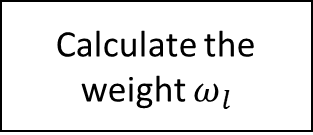 Calculate the
weight ω_l